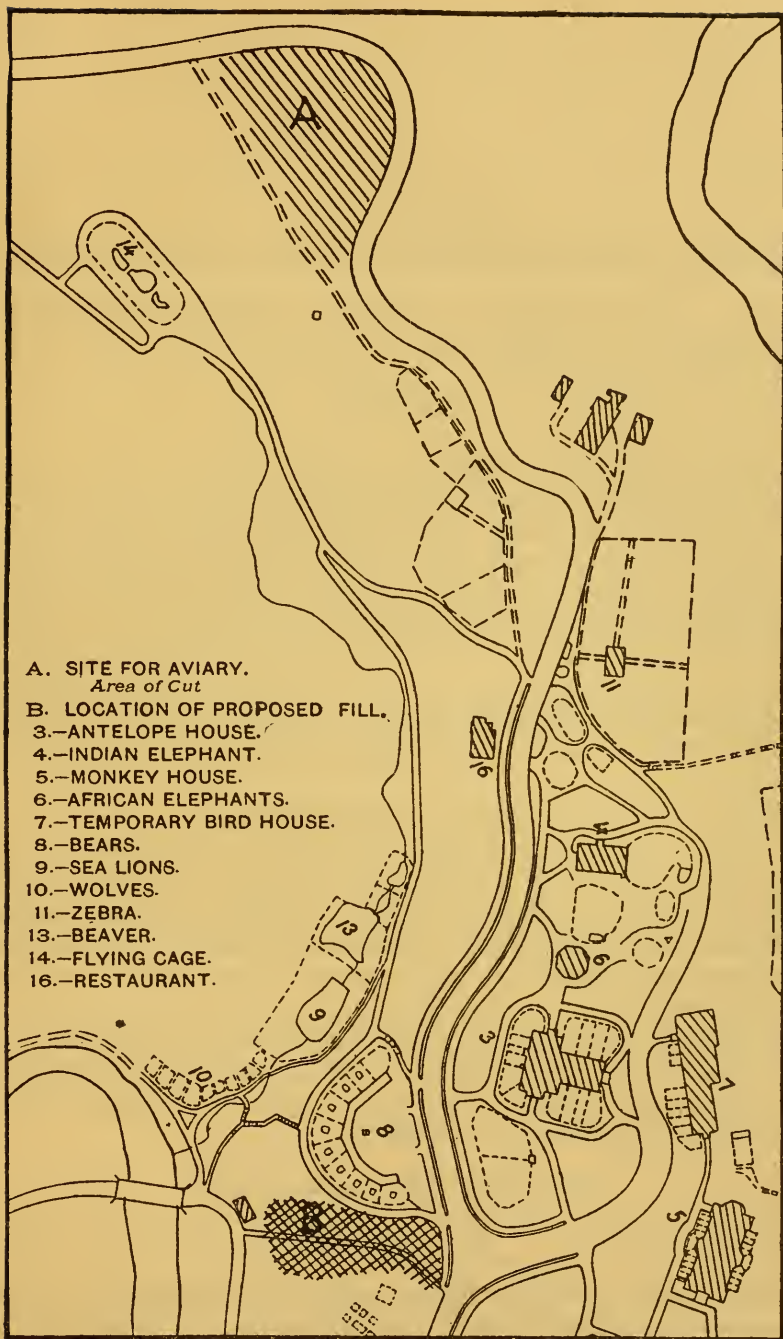 A
14
11
16
4
6
3
7
5
13
9
10
8
B
A. SITE FOR AVIARY.
Area of Cut
B. LOCATION OF PROPOSED FILL.
3.—ANTELOPE HOUSE.
4.—INDIAN ELEPHANT.
5.—MONKEY HOUSE.
6.—AFRICAN ELEPHANTS.
7.—TEMPORARY BIRD HOUSE.
8.—BEARS.
9.—SEA LIONS.
10.—WOLVES.
11.—ZEBRA.
13.—BEAVER.
14.—FLYING CAGE.
16.—RESTAURANT.